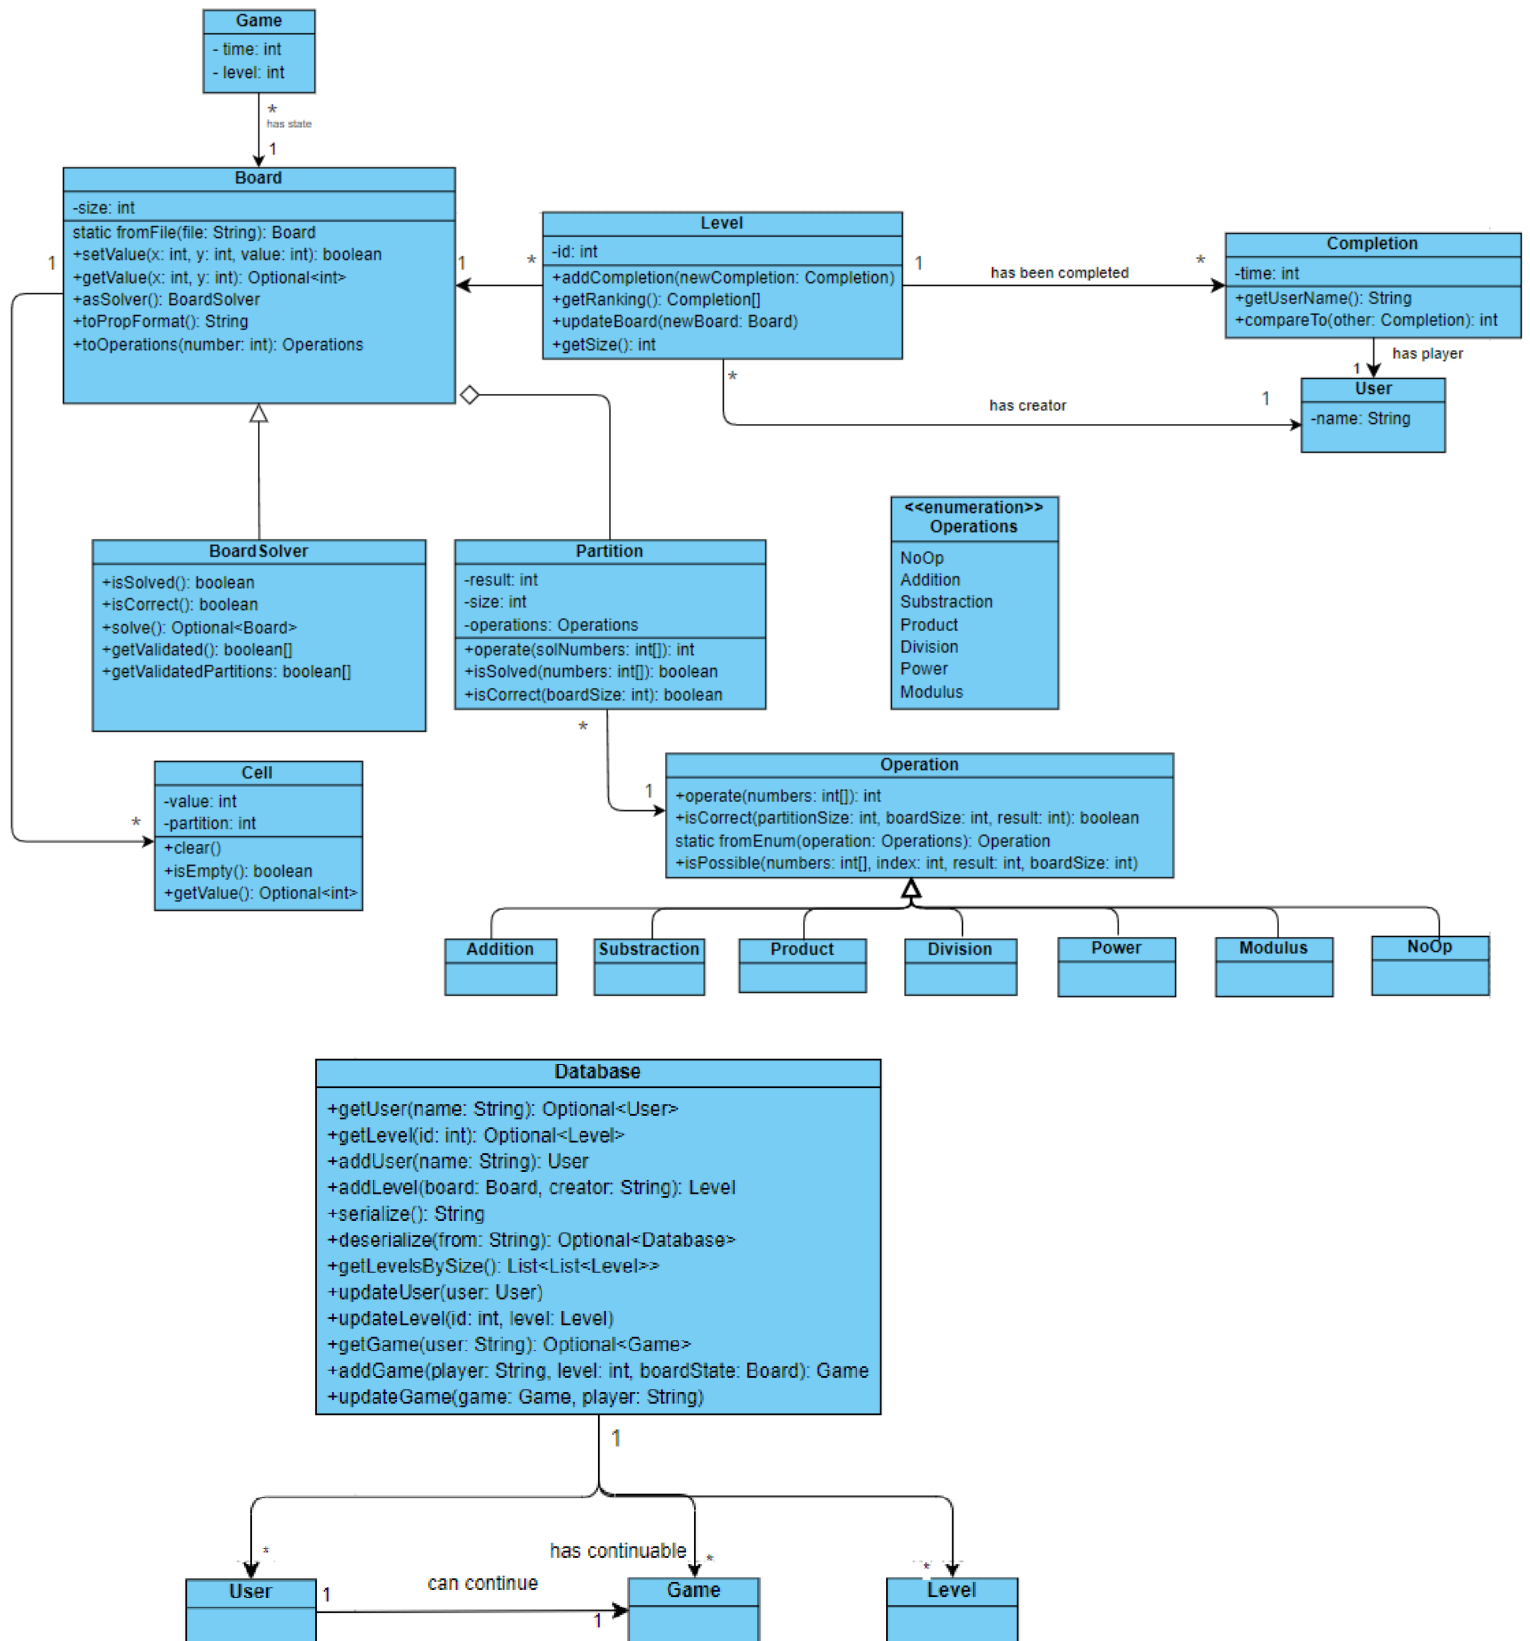 Game
- time: int
- level: int
*
has state
1
Board
-size: int
static fromFile(file: String): Board
+setValue(x: int, y: int, value: int): boolean
+getValue(x: int, y: int): Optional<int>
+asSolver(): BoardSolver
+toPropFormat(): String
+toOperations(number: int): Operations
1
1
*
Level
-id: int
+addCompletion(newCompletion: Completion)
+getRanking(): Completion[]
+updateBoard(newBoard: Board)
+getSize(): int
1
has been completed
*
Completion
-time: int
+getUserName(): String
+compareTo(other: Completion): int
has player
1
*
has creator
1
User
-name: String
BoardSolver
+isSolved(): boolean
+isCorrect(): boolean
+solve(): Optional<Board>
+getValidated(): boolean[]
+getValidatedPartitions: boolean[]
Partition
-result: int
-size: int
-operations: Operations
+operate(solNumbers: int[]): int
+isSolved(numbers: int[]): boolean
+isCorrect(boardSize: int): boolean
<<enumeration>>
Operations
NoOp
Addition
Substraction
Product
Division
Power
Modulus
*
1
Cell
-value: int
-partition: int
+clear()
+isEmpty(): boolean
+getValue(): Optional<int>
*
Operation
+operate(numbers: int[]): int
+isCorrect(partitionSize: int, boardSize: int, result: int): boolean
static fromEnum(operation: Operations): Operation
+isPossible(numbers: int[], index: int, result: int, boardSize: int)
Addition
Substraction
Product
Division
Power
Modulus
NoOp
Database
+getUser(name: String): Optional<User>
+getLevel(id: int): Optional<Level>
+addUser(name: String): User
+addLevel(board: Board, creator: String): Level
+serialize(): String
+deserialize(from: String): Optional<Database>
+getLevelsBySize(): List<List<Level>>
+updateUser(user: User)
+updateLevel(id: int, level: Level)
+getGame(user: String): Optional<Game>
+addGame(player: String, level: int, boardState: Board): Game
+updateGame(game: Game, player: String)
1
*
has continuable
*
*
User
1
can continue
1
Game
Level